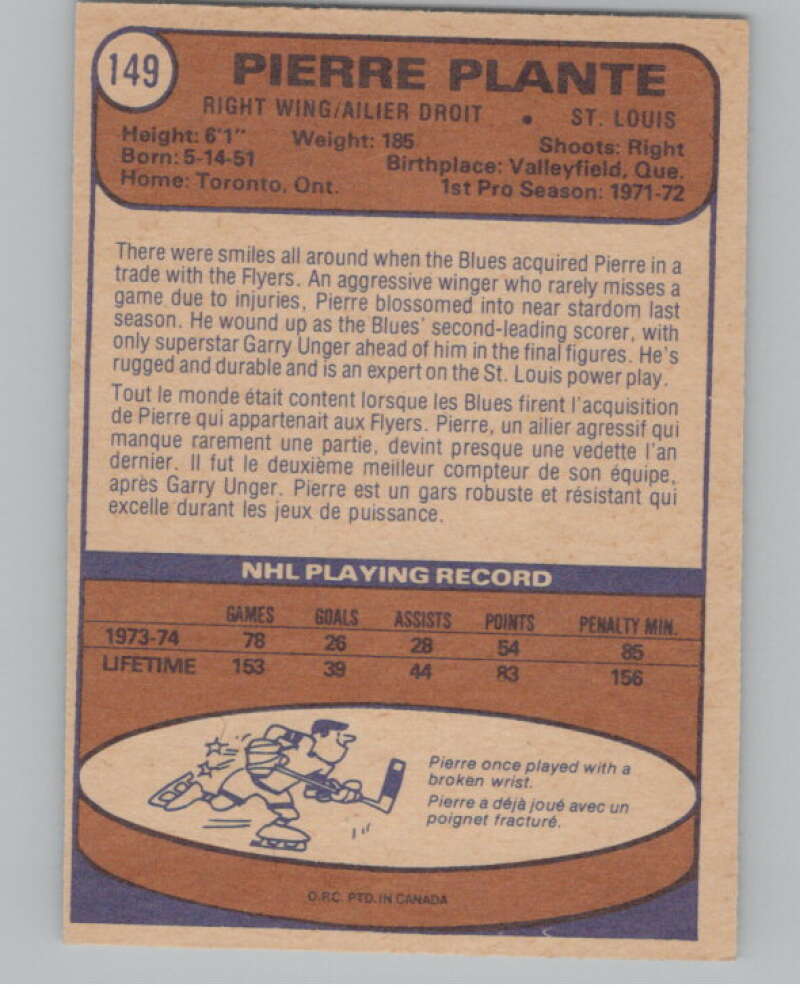 149
PIERRE PLANTE
RIGHT WING/AILIER DROIT • ST. LOUIS
Height: 6'1" Weight: 185 Shoots: Right
Born: 5-14-51 Birthplace: Valleyfield, Que.
Home: Toronto, Ont. 1st Pro Season: 1971-72
There were smiles all around when the Blues acquired Pierre in a
trade with the Flyers. An aggressive winger who rarely misses a
game due to injuries, Pierre blossomed into near stardom last
season. He wound up as the Blues' second-leading scorer, with
only superstar Garry Unger ahead of him in the final figures. He's
rugged and durable and is an expert on the St. Louis power play.
Tout le monde était content lorsque les Blues firent l'acquisition
de Pierre qui appartenait aux Flyers. Pierre, un ailier agressif qui
manque rarement une partie, devint presque une vedette l'an
dernier. Il fut le deuxième meilleur compteur de son équipe,
après Garry Unger. Pierre est un gars robuste et résistant qui
excelle durant les jeux de puissance.
NHL PLAYING RECORD
GAMES GOALS ASSISTS POINTS PENALTY MIN.
1973-74 78 26 28 54 85
LIFETIME 153 39 44 83 156
Pierre once played with a
broken wrist.
Pierre a déjà joué avec un
poignet fracturé.
O.P.C. PTD. IN CANADA